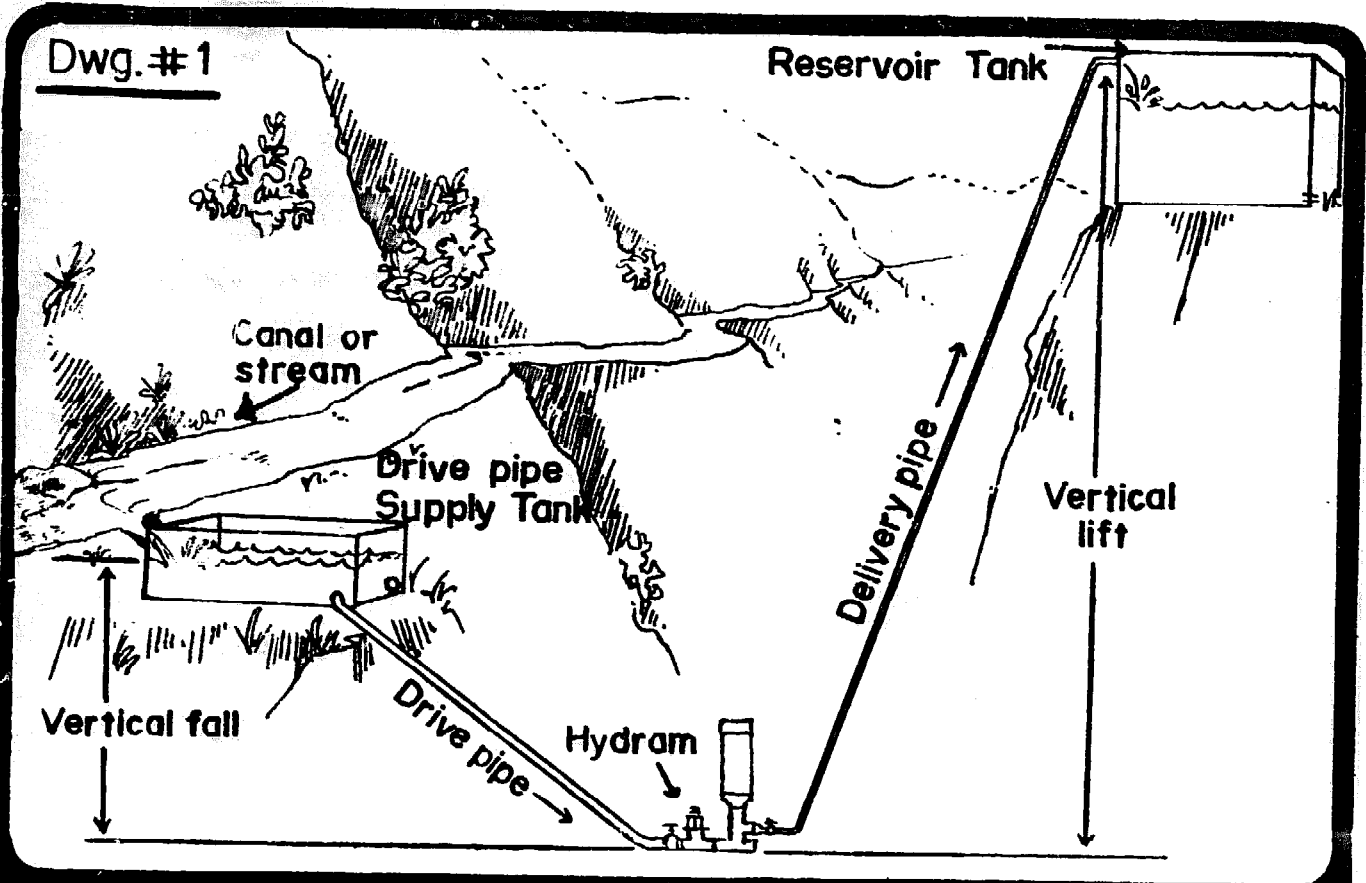 Dwg. #1
Reservoir Tank
Canal or
stream
Drive pipe
Supply Tank
Delivery pipe
Vertical
lift
Vertical fall
Drive pipe
Hydram